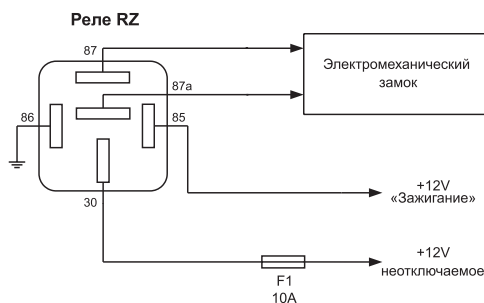 Реле RZ
87
87a
86
85
30
Электромеханический
замок
+12V
«Зажигание»
+12V
неотключаемое
F1
10A